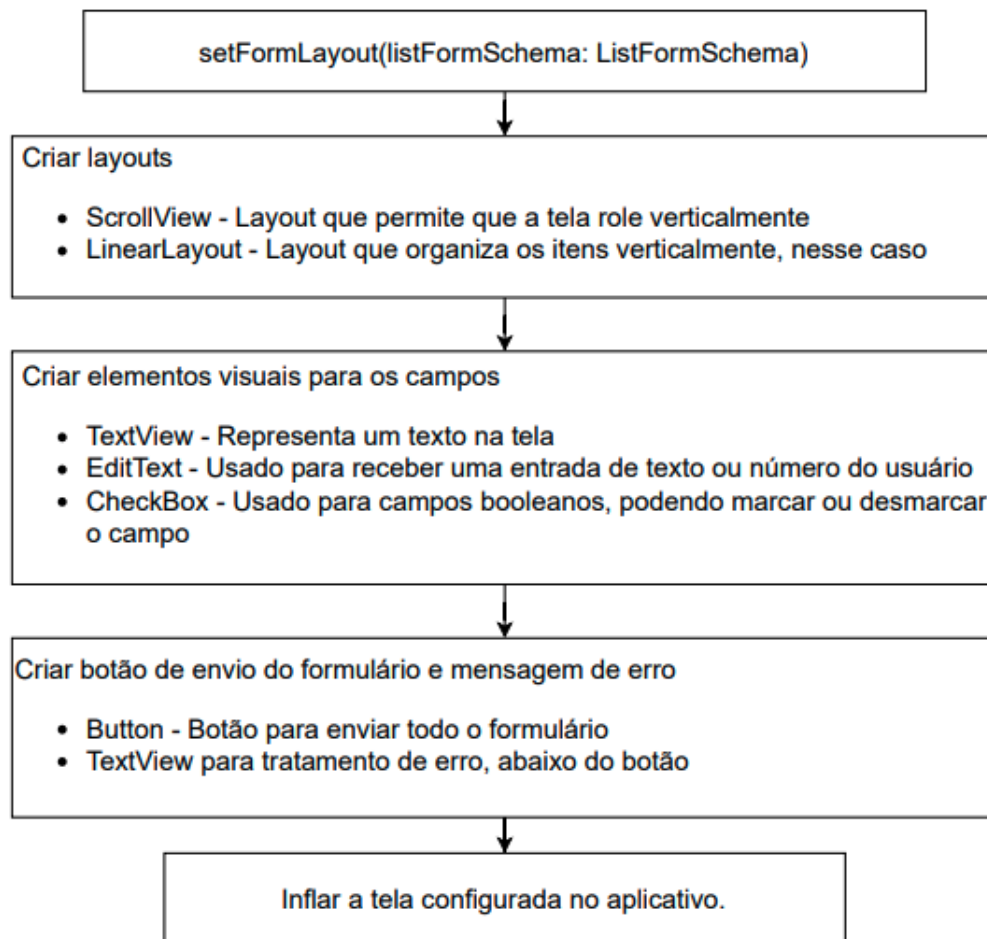 setFormLayout(listFormSchema: ListFormSchema)
Criar layouts
• ScrollView - Layout que permite que a tela role verticalmente
• LinearLayout - Layout que organiza os itens verticalmente, nesse caso
Criar elementos visuais para os campos
• TextView - Representa um texto na tela
• EditText - Usado para receber uma entrada de texto ou número do usuário
• CheckBox - Usado para campos booleanos, podendo marcar ou desmarcar
o campo
Criar botão de envio do formulário e mensagem de erro
• Button - Botão para enviar todo o formulário
• TextView para tratamento de erro, abaixo do botão
Inflar a tela configurada no aplicativo.